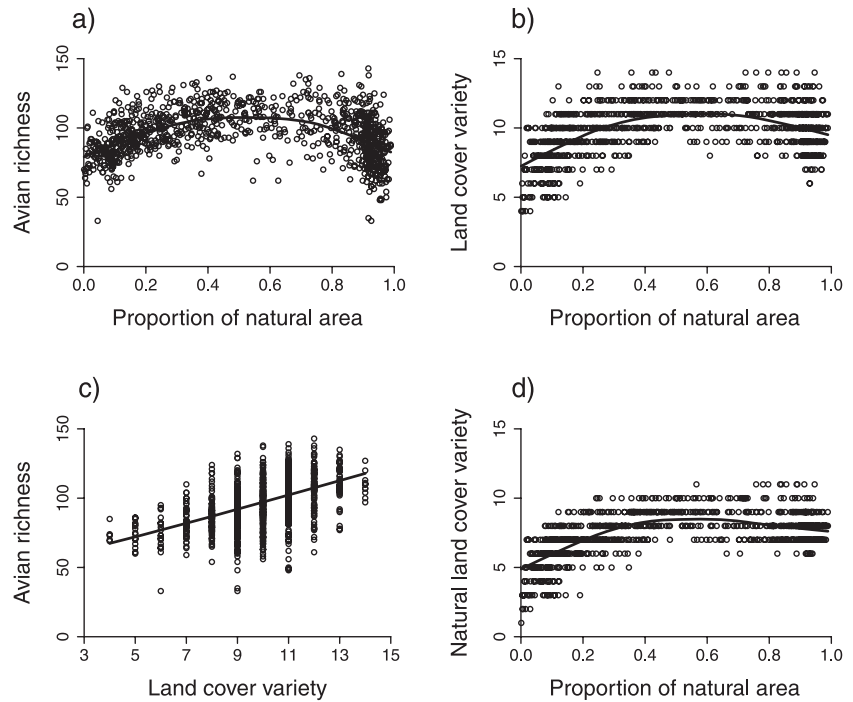 a)
Avian richness
150
100
50
0
0.0 0.2 0.4 0.6 0.8 1.0
Proportion of natural area
b)
Land cover variety
15
10
5
0
0.0 0.2 0.4 0.6 0.8 1.0
Proportion of natural area
c)
Avian richness
150
100
50
0
3 5 7 9 11 13 15
Land cover variety
d)
Natural land cover variety
15
10
5
0
0.0 0.2 0.4 0.6 0.8 1.0
Proportion of natural area